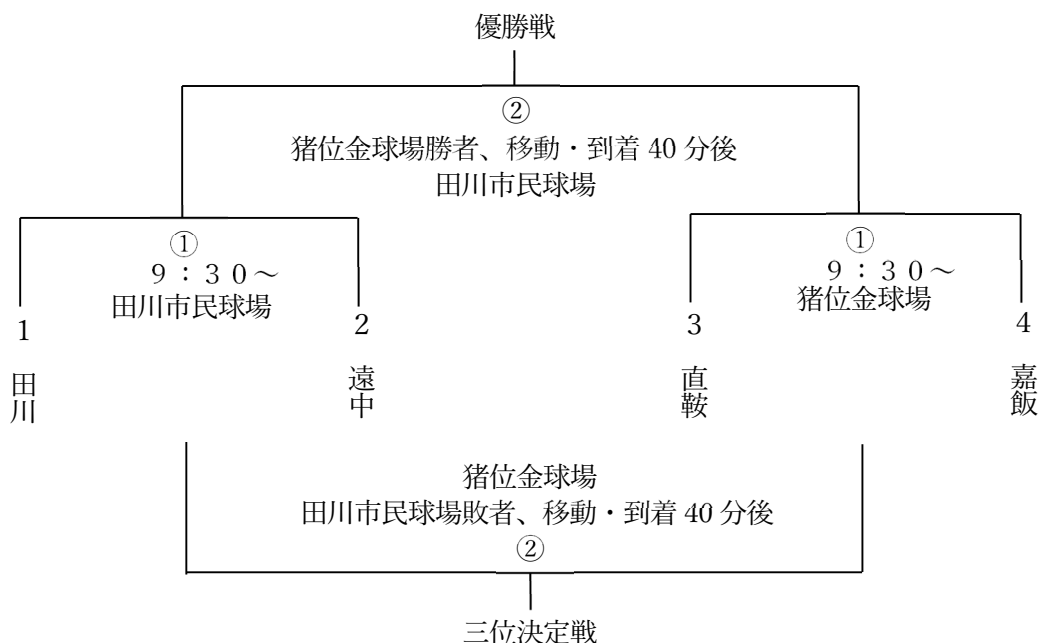 優勝戦
②
猪位金球場勝者、移動・到着 40 分後
田川市民球場
①
９：３０～
田川市民球場
①
９：３０～
猪位金球場
1
田川
2
遠中
3
直鞍
4
嘉飯
猪位金球場
田川市民球場敗者、移動・到着 40 分後
②
三位決定戦